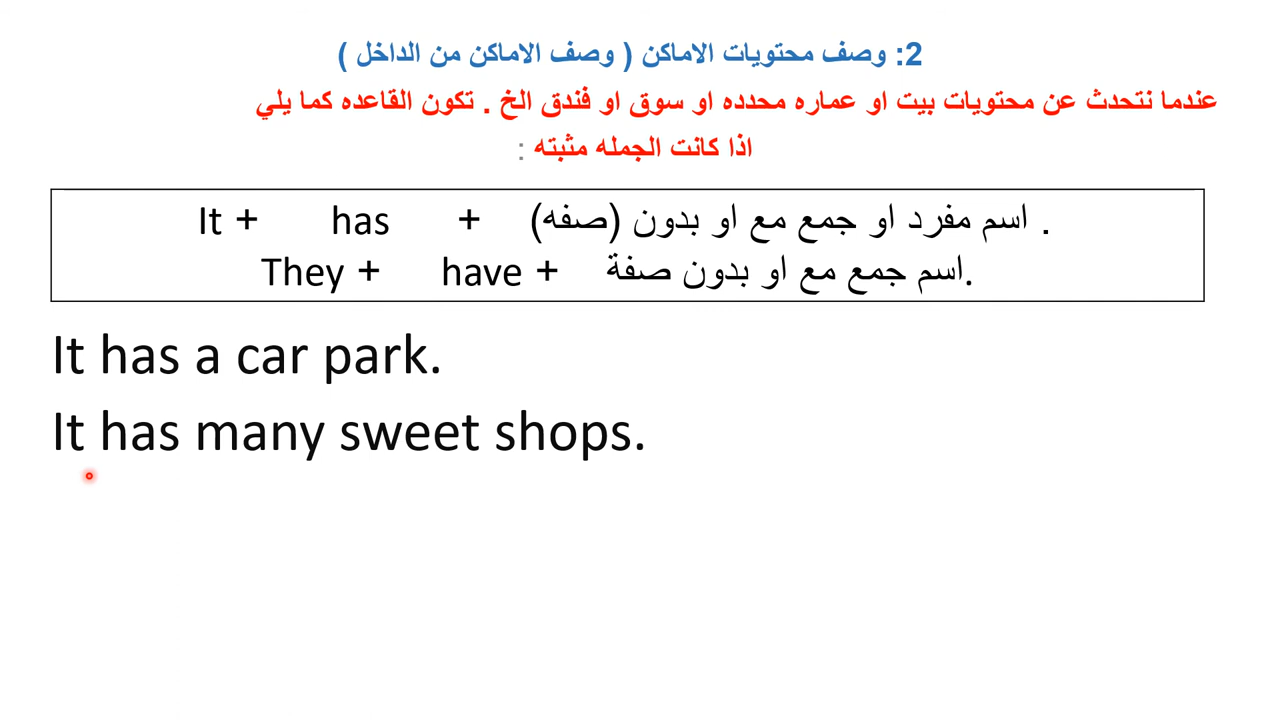 2: وصف محتويات الاماكن ( وصف الاماكن من الداخل )
عندما نتحدث عن محتويات بيت او عماره محدده او سوق او فندق الخ . تكون القاعده كما يلي
اذا كانت الجمله مثبته :
It + has + اسم مفرد او جمع مع او بدون (صفه) .
They + have + اسم جمع مع او بدون صفة.
It has a car park.
It has many sweet shops.